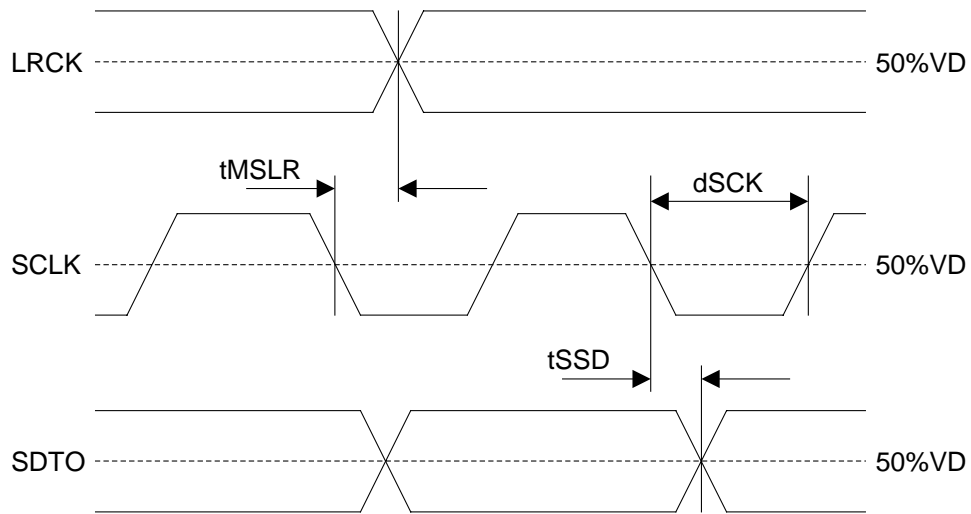 LRCK 50%VD
tMSLR dSCK
SCLK 50%VD
tSSD
SDTO 50%VD